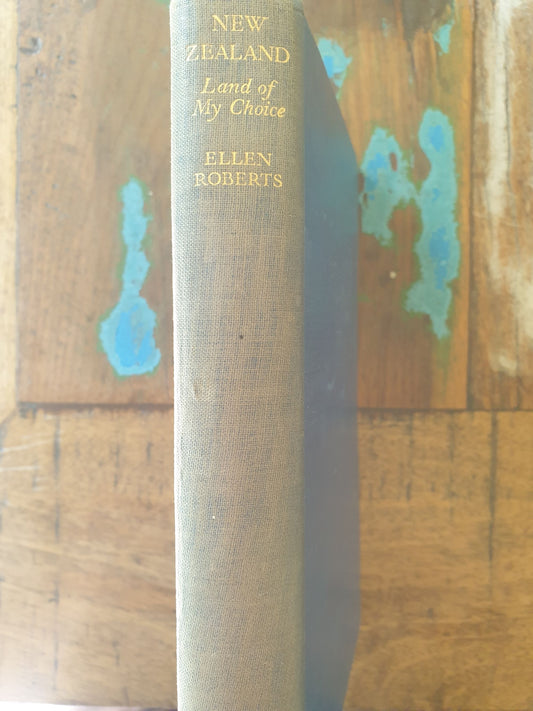 NEW
ZEALAND
Land of
My Choice
ELLEN
ROBERTS